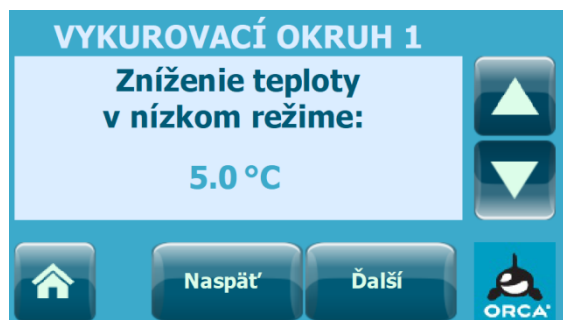 VYKUROVACÍ OKRUH 1
Zníženie teploty
v nízkom režime:
5.0 °C
Naspäť
Ďalší
ORCA